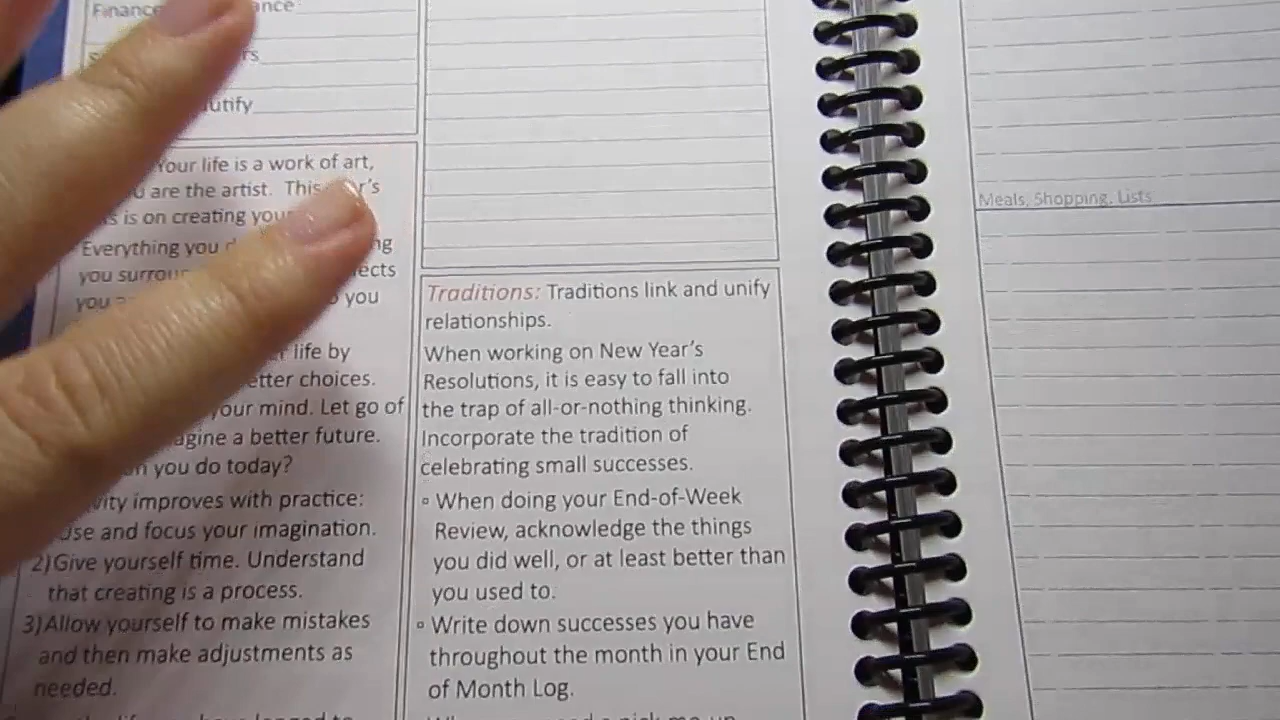 Finance
ance
rs
utify
Your life is a work of art,
are the artist. This
is on creating your
Everything you
ng
you surroun
ects
you
you
life by
etter choices.
your mind. Let go of
agine a better future.
you do today?
vity improves with practice:
use and focus your imagination.
2)Give yourself time. Understand
that creating is a process.
3)Allow yourself to make mistakes
and then make adjustments as
needed.
Traditions: Traditions link and unify
relationships.
When working on New Year's
Resolutions, it is easy to fall into
the trap of all-or-nothing thinking.
Incorporate the tradition of
celebrating small successes.
▫ When doing your End-of-Week
Review, acknowledge the things
you did well, or at least better than
you used to.
▫ Write down successes you have
throughout the month in your End
of Month Log.
Meals, Shopping, Lists